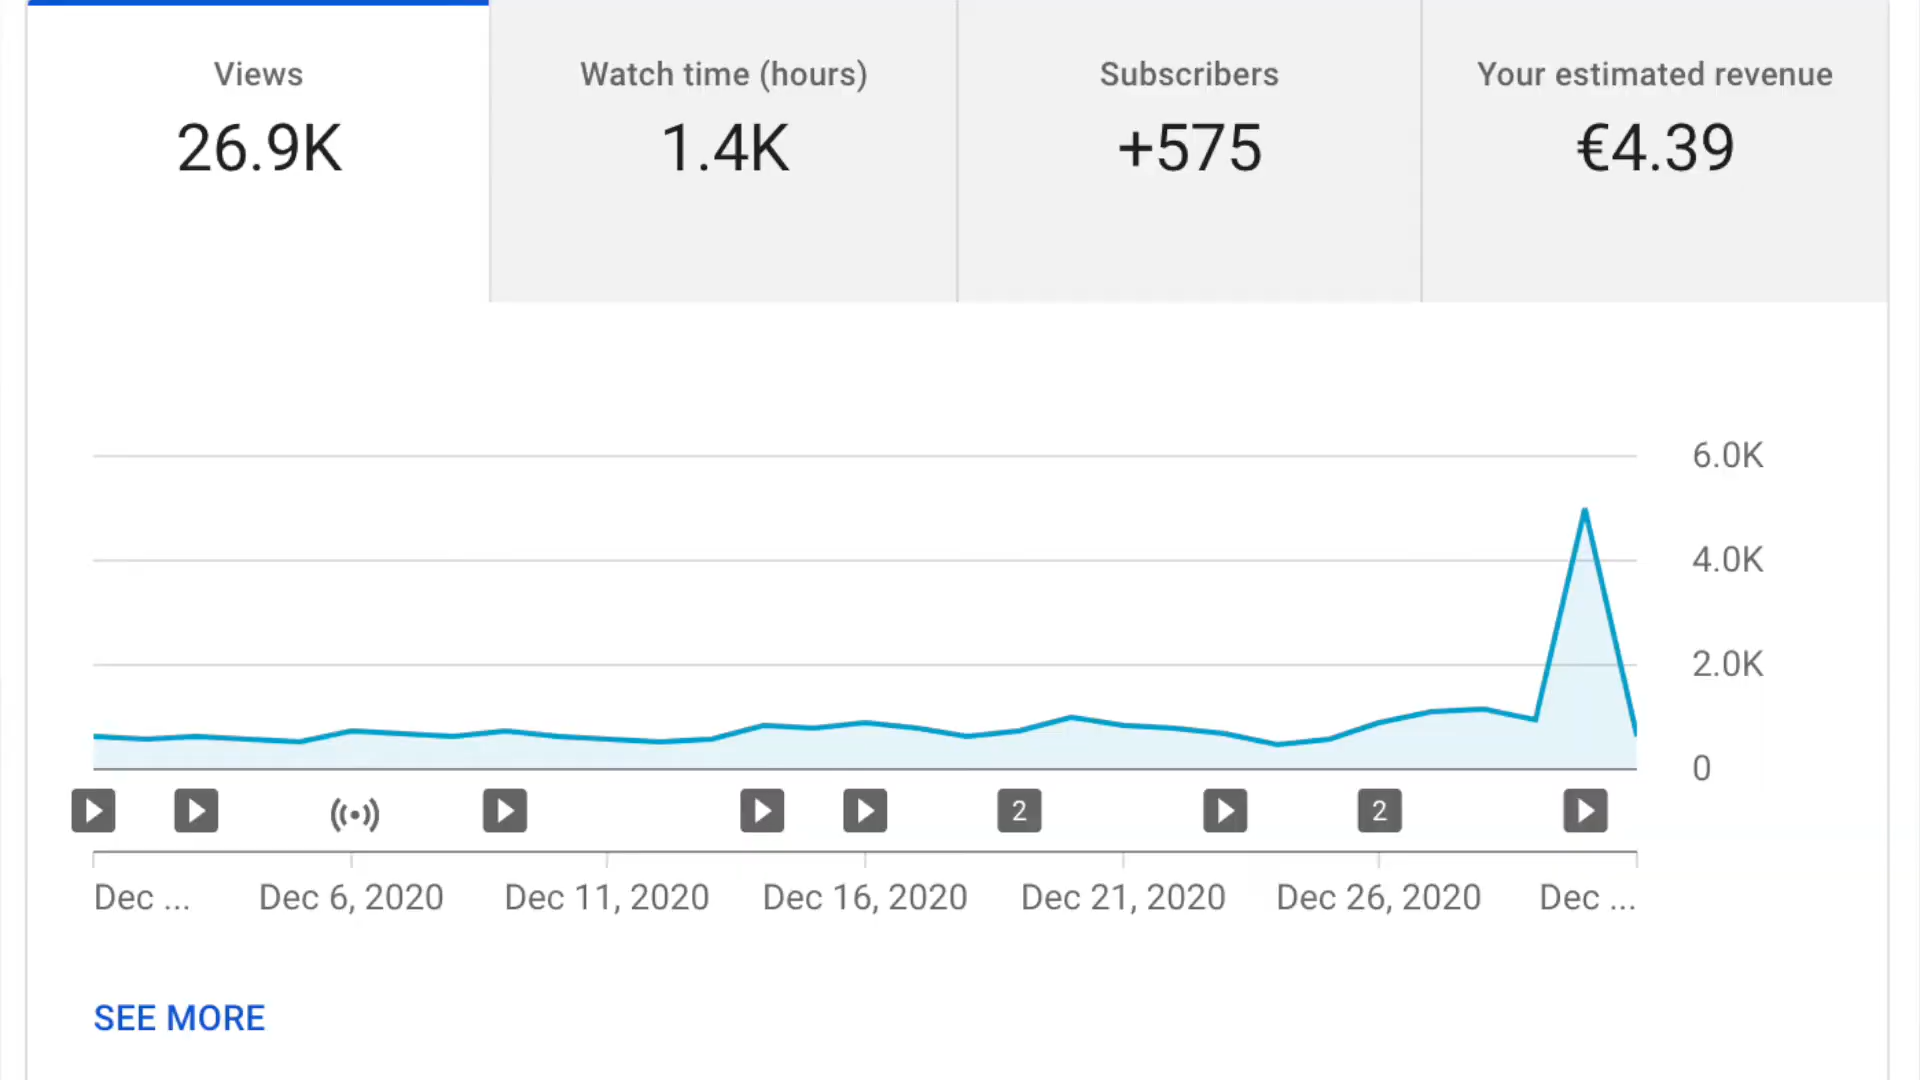 Views
26.9K
Watch time (hours)
1.4K
Subscribers
+575
Your estimated revenue
€4.39
6.0K
4.0K
2.0K
0
2
2
Dec ...
Dec 6, 2020
Dec 11, 2020
Dec 16, 2020
Dec 21, 2020
Dec 26, 2020
Dec ...
SEE MORE